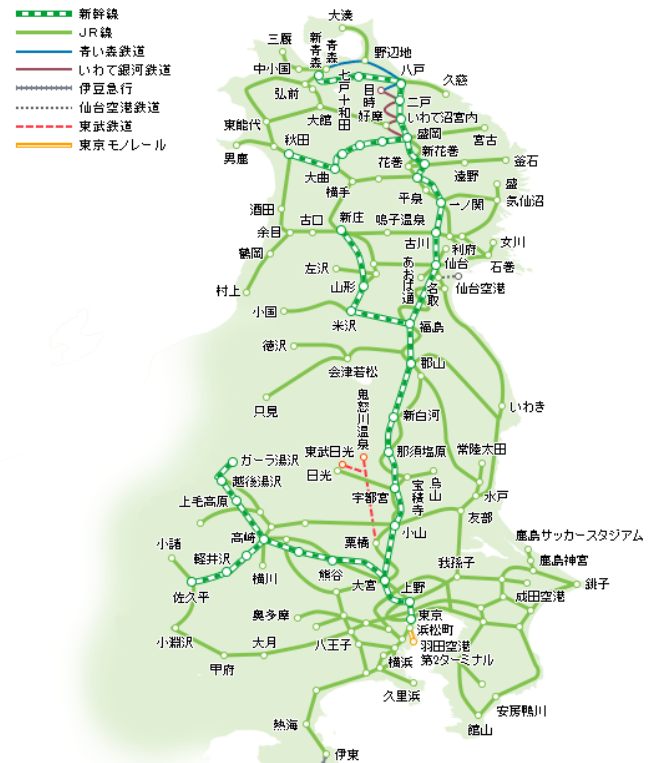 新幹線
JR線
青い森鉄道
いわて銀河鉄道
伊豆急行
仙台空港鉄道
東武鉄道
東京モノレール
大湊
三厩
新青森
青森
野辺地
中小国
七戸十和田
八戸
弘前
目時
久慈
東能代
大館
好摩
二戸
いわて沼宮内
秋田
盛岡
宮古
男鹿
新花巻
花巻
釜石
大曲
遠野
横手
平泉
盛
酒田
一ノ関
気仙沼
古口
新庄
鳴子温泉
余目
古川
利府
女川
鶴岡
左沢
あおば通
仙台
石巻
村上
山形
名取
仙台空港
小国
米沢
福島
徳沢
会津若松
郡山
只見
鬼怒川温泉
新白河
いわき
ガーラ湯沢
東武日光
那須塩原
常陸太田
越後湯沢
日光
烏山
上毛高原
宇都宮
宝積寺
水戸
友部
高崎
小山
小諸
栗橋
鹿島サッカースタジアム
軽井沢
我孫子
鹿島神宮
横川
熊谷
佐久平
大宮
上野
成田空港
銚子
奥多摩
東京
浜松町
小淵沢
大月
八王子
羽田空港
第2ターミナル
甲府
横浜
久里浜
安房鴨川
熱海
館山
伊東